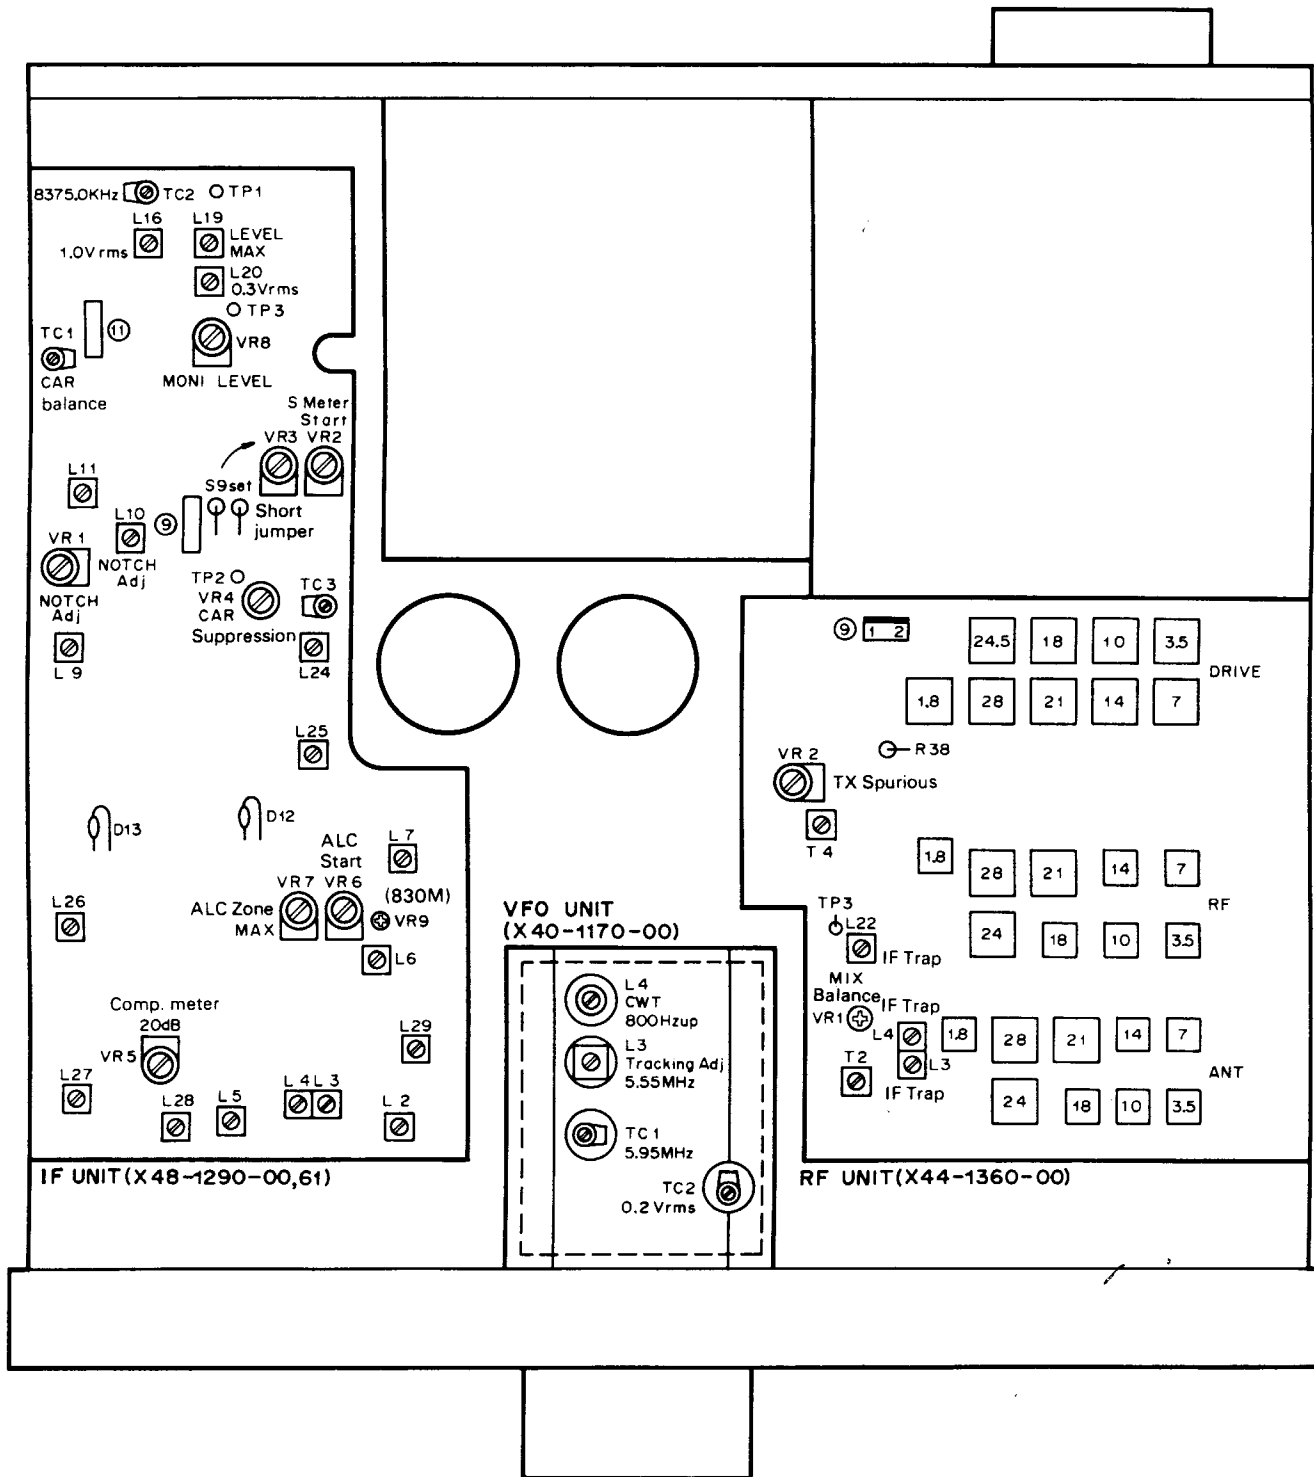 8375.0KHz TC2 TP1
L16 L19
1.0Vrms LEVEL
MAX
L20
0.3Vrms
TP3
TC1 11
VR8
CAR
balance
MONI LEVEL
S Meter
Start
VR3 VR2
S9set
Short
jumper
L11
L10 9
VR1
NOTCH
Adj
NOTCH
Adj
TP2 TC3
VR4
CAR
Suppression
L9 L24
L25
D13 D12
ALC
Start
L7
VR7 VR6 (830M)
ALC Zone
MAX
VR9
L26
L6
Comp. meter
20dB
VR5
L29
L27 L28 L5 L4 L3 L2
IF UNIT(X48-1290-00,61)
VFO UNIT
(X40-1170-00)
L4
CWT
800Hzup
L3
Tracking Adj
5.55MHz
TC1
5.95MHz
TC2
0.2Vrms
9 1 2
24.5 18 10 3.5
DRIVE
1.8 28 21 14 7
R38
VR2
TX Spurious
T4
1.8 28 21 14 7
RF
TP3
L22
IF Trap
24 18 10 3.5
MIX
Balance
VR1
IF Trap
L4
1.8 28 21 14 7
T2 L3
IF Trap
ANT
24 18 10 3.5
RF UNIT(X44-1360-00)